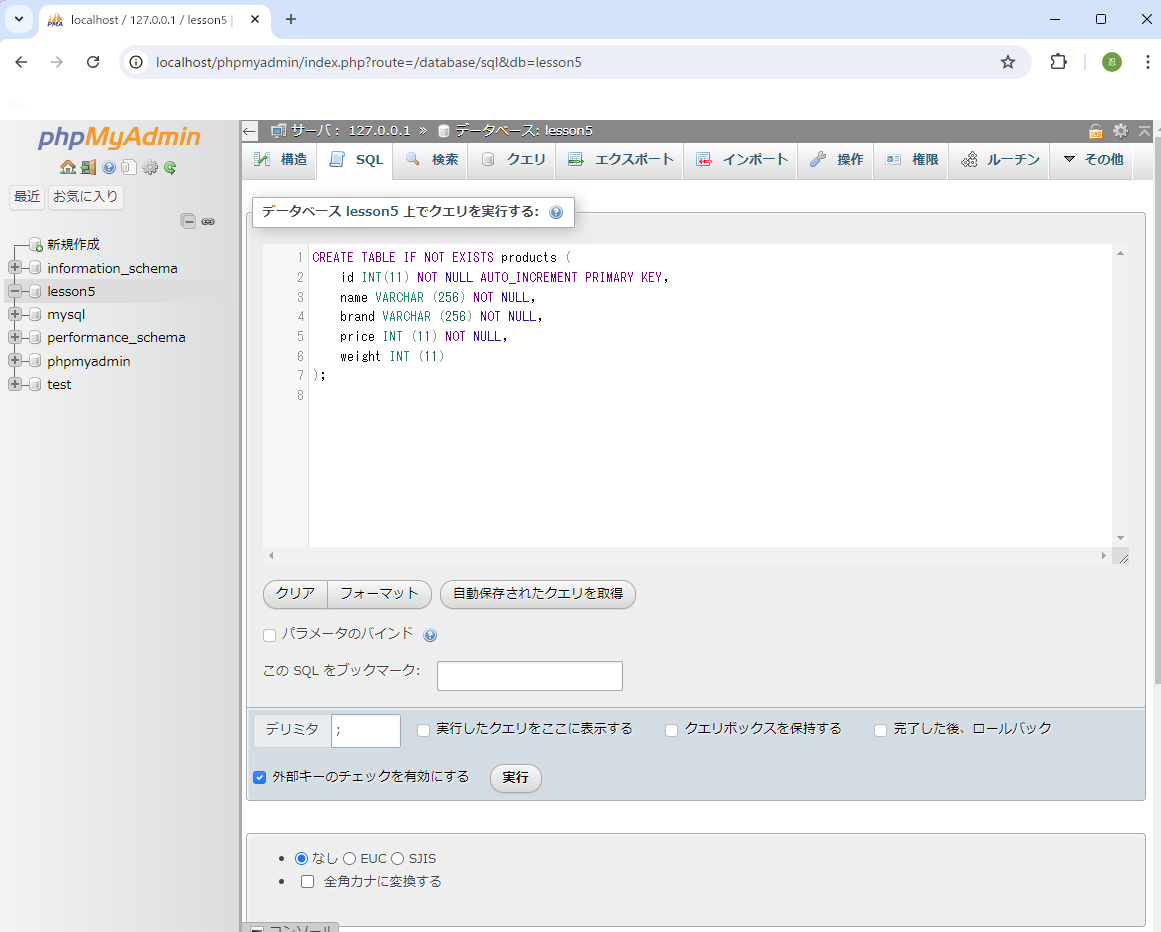 localhost / 127.0.0.1 / lesson5 |
localhost/phpmyadmin/index.php?route=/database/sql&db=lesson5
忍
phpMyAdmin
最近 お気に入り
新規作成
information_schema
lesson5
mysql
performance_schema
phpmyadmin
test
サーバ: 127.0.0.1 » データベース: lesson5
構造 SQL 検索 クエリ エクスポート インポート 操作 権限 ルーチン その他
データベース lesson5 上でクエリを実行する:
1 CREATE TABLE IF NOT EXISTS products (
2 id INT(11) NOT NULL AUTO_INCREMENT PRIMARY KEY,
3 name VARCHAR (256) NOT NULL,
4 brand VARCHAR (256) NOT NULL,
5 price INT (11) NOT NULL,
6 weight INT (11)
7 );
8
クリア フォーマット 自動保存されたクエリを取得
パラメータのバインド
この SQL をブックマーク:
デリミタ ; 実行したクエリをここに表示する クエリボックスを保持する 完了した後、ロールバック
外部キーのチェックを有効にする 実行
なし EUC SJIS
全角カナに変換する
コンソール